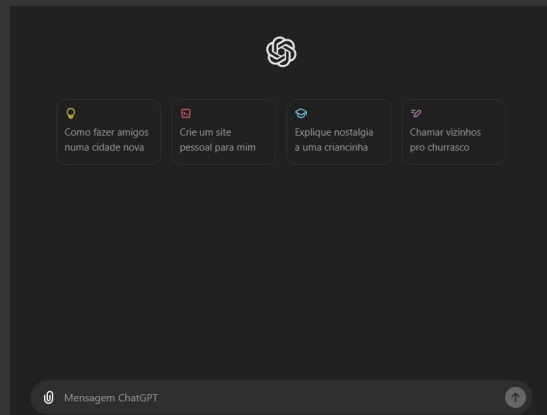 Como fazer amigos
numa cidade nova
Crie um site
pessoal para mim
Explique nostalgia
a uma criancinha
Chamar vizinhos
pro churrasco
Mensagem ChatGPT